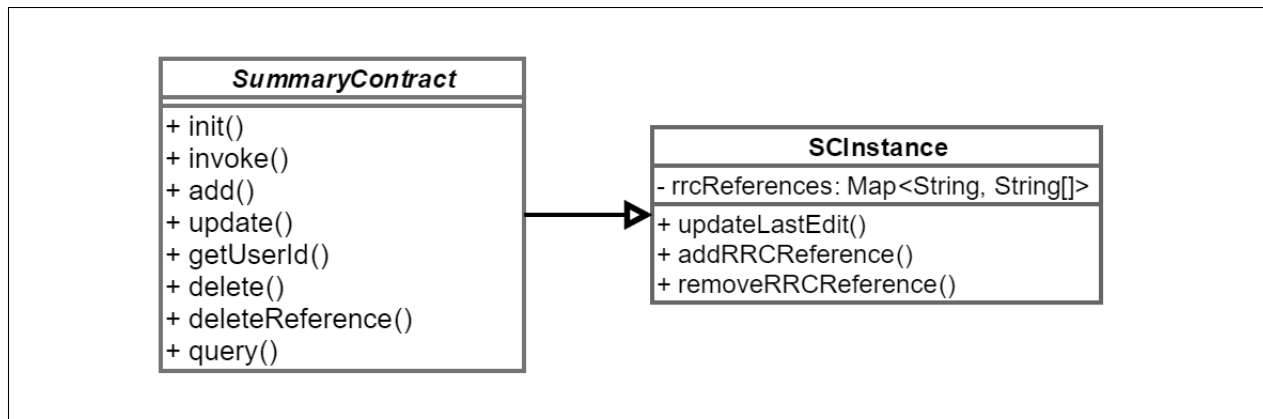 SummaryContract
+ init()
+ invoke()
+ add()
+ update()
+ getUserId()
+ delete()
+ deleteReference()
+ query()
SCInstance
- rrcReferences: Map<String, String[]>
+ updateLastEdit()
+ addRRCReference()
+ removeRRCReference()